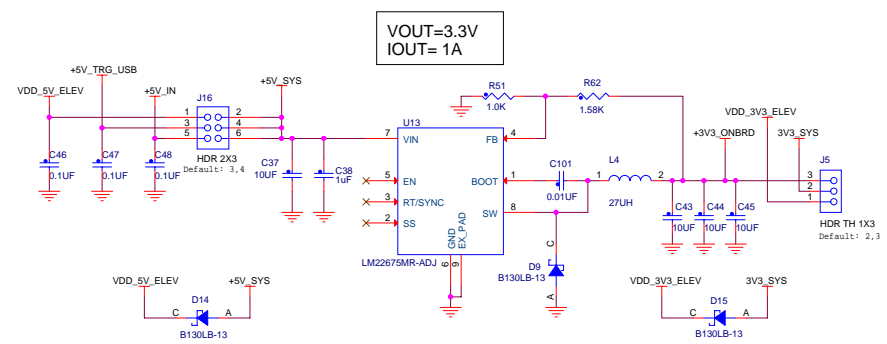 VOUT=3.3V
IOUT= 1A
+5V_TRG_USB
VDD_5V_ELEV
+5V_IN
+5V_SYS
J16
1
2
3
4
5
6
HDR 2X3
Default: 3,4
C46
0.1UF
C47
0.1UF
C48
0.1UF
C37
10UF
C38
1uF
U13
7
VIN
FB
4
5
EN
BOOT
1
3
RT/SYNC
SW
8
2
SS
GND
EX_PAD
6
9
LM22675MR-ADJ
R51
1.0K
R62
1.58K
C101
0.01UF
L4
1
2
27UH
C
D9
B130LB-13
A
C43
10UF
C44
10UF
C45
10UF
VDD_3V3_ELEV
+3V3_ONBRD
3V3_SYS
J5
3
2
1
HDR TH 1X3
Default: 2,3
VDD_5V_ELEV
+5V_SYS
D14
C
A
B130LB-13
VDD_3V3_ELEV
3V3_SYS
D15
C
A
B130LB-13